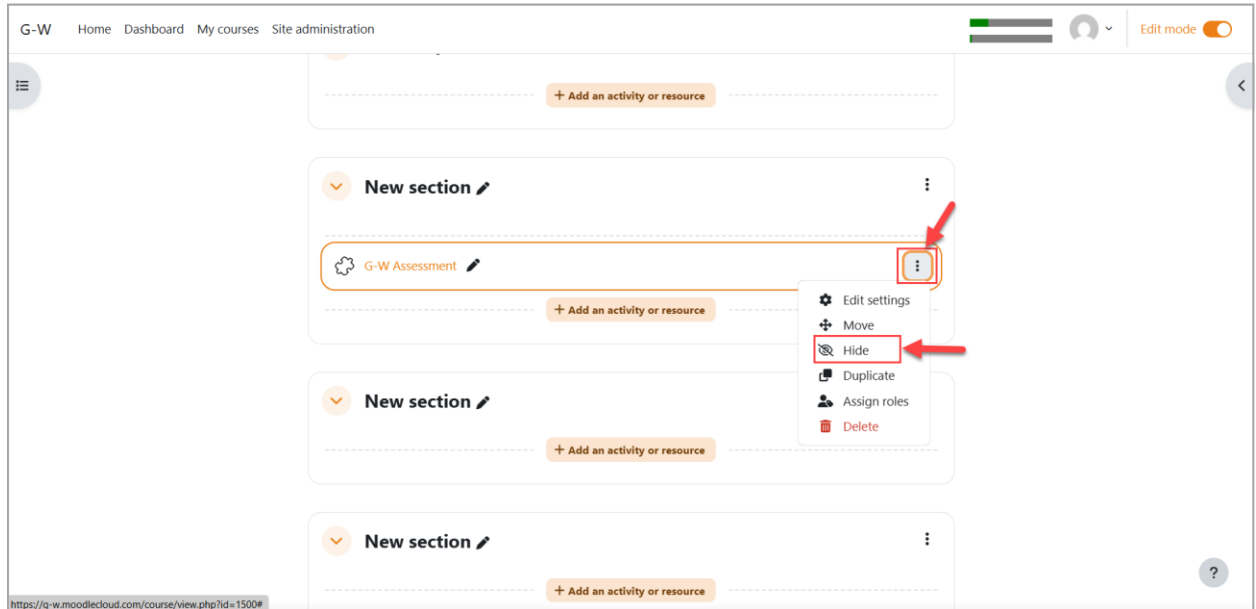 G-W Home Dashboard My courses Site administration Edit mode
+ Add an activity or resource
New section
G-W Assessment
+ Add an activity or resource
Edit settings
Move
Hide
Duplicate
Assign roles
Delete
New section
+ Add an activity or resource
New section
+ Add an activity or resource
?
https://g-w.moodlecloud.com/course/view.php?id=1500#